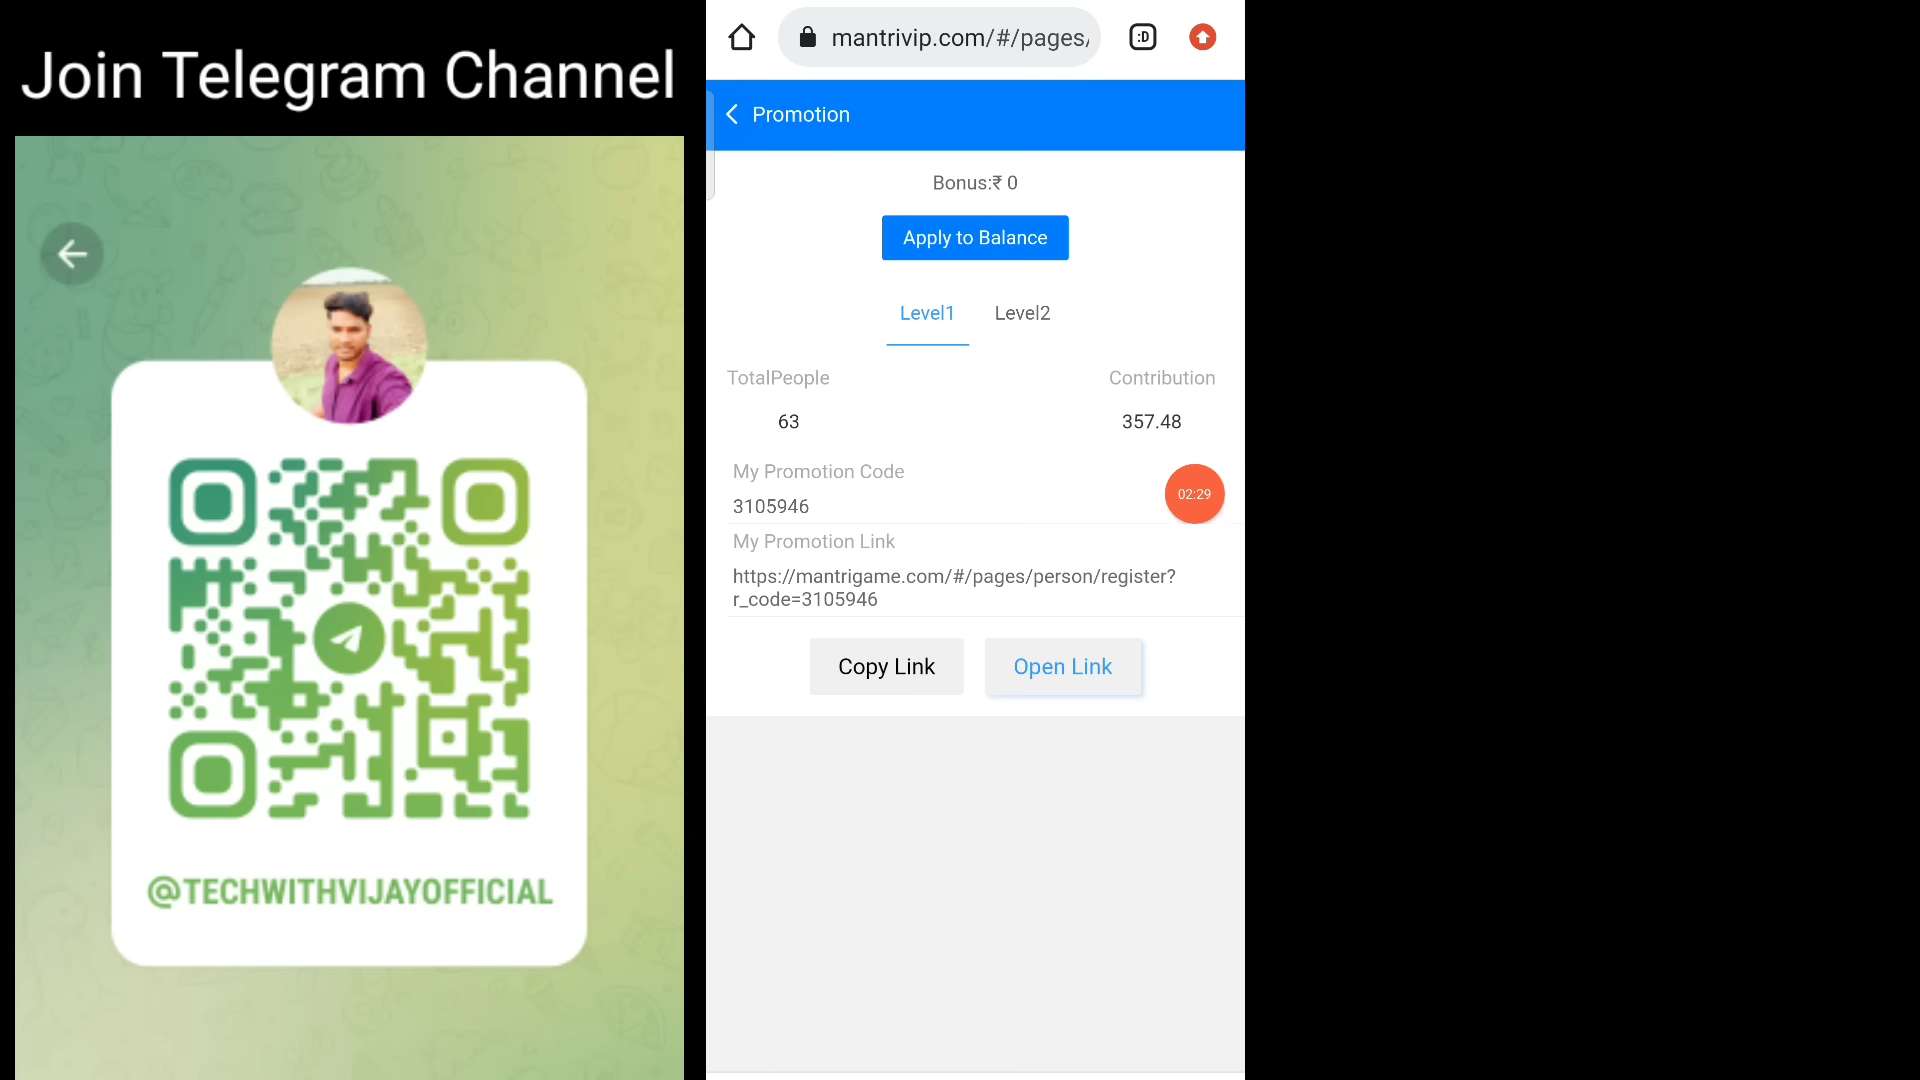 Join Telegram Channel
@TECHWITHVIJAYOFFICIAL
mantrivip.com/#/pages/
:D
Promotion
Bonus:₹ 0
Apply to Balance
Level1 Level2
TotalPeople Contribution
63 357.48
My Promotion Code
3105946
02:29
My Promotion Link
https://mantrigame.com/#/pages/person/register?
r_code=3105946
Copy Link Open Link